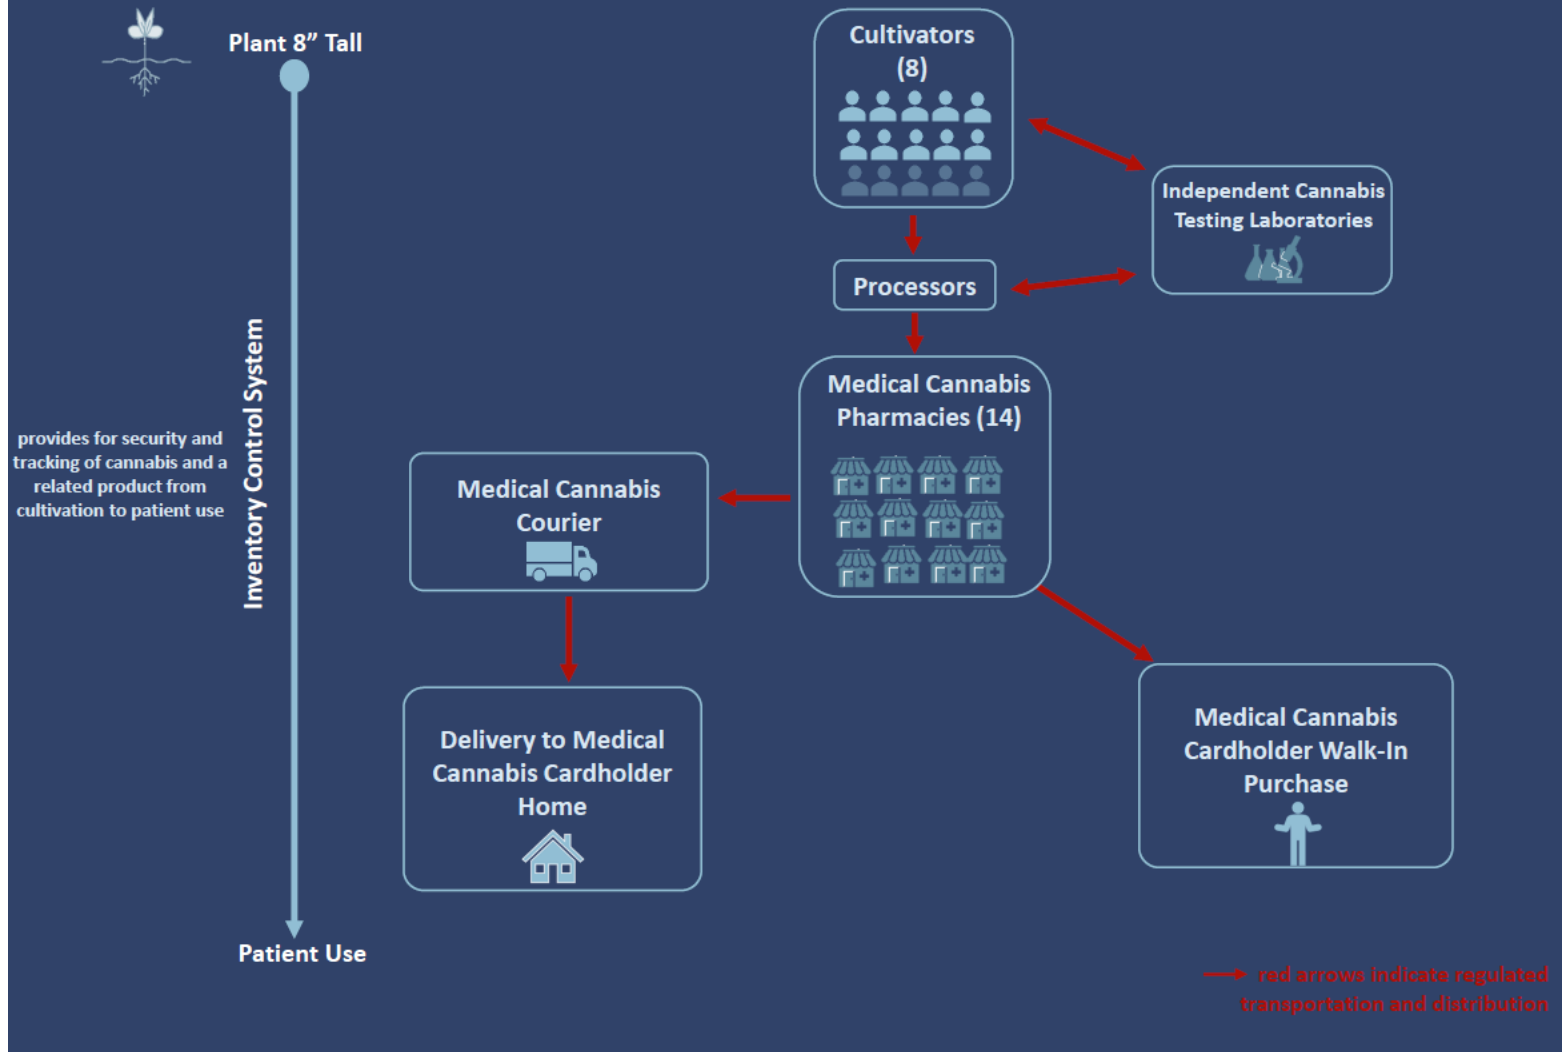 Plant 8” Tall
Cultivators
(8)
Independent Cannabis
Testing Laboratories
Processors
Medical Cannabis
Pharmacies (14)
Inventory Control System
provides for security and
tracking of cannabis and a
related product from
cultivation to patient use
Medical Cannabis
Courier
Delivery to Medical
Cannabis Cardholder
Home
Medical Cannabis
Cardholder Walk-In
Purchase
Patient Use
red arrows indicate regulated
transportation and distribution